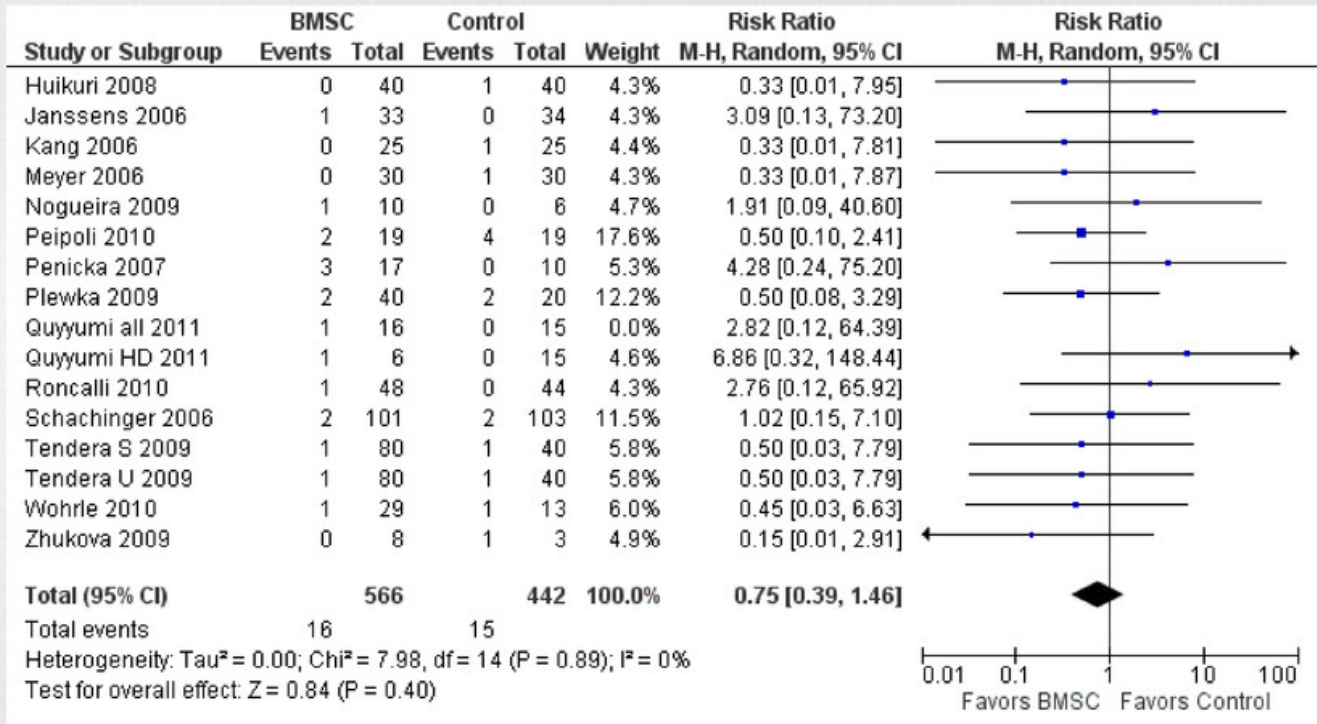 BMSC Control Risk Ratio Risk Ratio
Study or Subgroup Events Total Events Total Weight M-H, Random, 95% CI M-H, Random, 95% CI
Huikuri 2008 0 40 1 40 4.3% 0.33 [0.01, 7.95]
Janssens 2006 1 33 0 34 4.3% 3.09 [0.13, 73.20]
Kang 2006 0 25 1 25 4.4% 0.33 [0.01, 7.81]
Meyer 2006 0 30 1 30 4.3% 0.33 [0.01, 7.87]
Nogueira 2009 1 10 0 6 4.7% 1.91 [0.09, 40.60]
Peipoli 2010 2 19 4 19 17.6% 0.50 [0.10, 2.41]
Penicka 2007 3 17 0 10 5.3% 4.28 [0.24, 75.20]
Plewka 2009 2 40 2 20 12.2% 0.50 [0.08, 3.29]
Quyyumi all 2011 1 16 0 15 0.0% 2.82 [0.12, 64.39]
Quyyumi HD 2011 1 6 0 15 4.6% 6.86 [0.32, 148.44]
Roncalli 2010 1 48 0 44 4.3% 2.76 [0.12, 65.92]
Schachinger 2006 2 101 2 103 11.5% 1.02 [0.15, 7.10]
Tendera S 2009 1 80 1 40 5.8% 0.50 [0.03, 7.79]
Tendera U 2009 1 80 1 40 5.8% 0.50 [0.03, 7.79]
Wohrle 2010 1 29 1 13 6.0% 0.45 [0.03, 6.63]
Zhukova 2009 0 8 1 3 4.9% 0.15 [0.01, 2.91]
Total (95% CI) 566 442 100.0% 0.75 [0.39, 1.46]
Total events 16 15
Heterogeneity: Tau² = 0.00; Chi² = 7.98, df = 14 (P = 0.89); I² = 0%
Test for overall effect: Z = 0.84 (P = 0.40)
0.01 0.1 1 10 100
Favors BMSC Favors Control